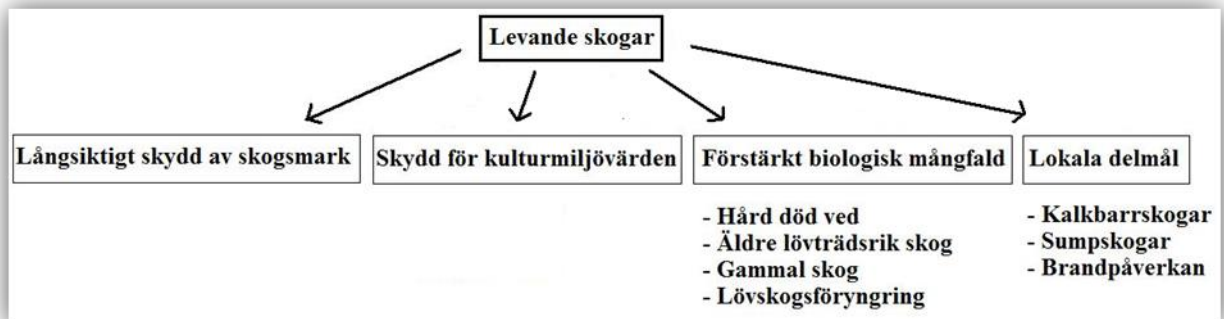 Levande skogar
Långsiktigt skydd av skogsmark
Skydd för kulturmiljövärden
Förstärkt biologisk mångfald
- Hård död ved
- Äldre lövträdsrik skog
- Gammal skog
- Lövskogsföryngring
Lokala delmål
- Kalkbarrskogar
- Sumpskogar
- Brandpåverkan